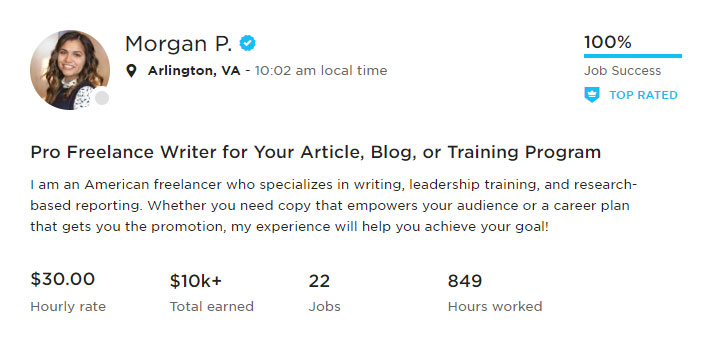 Morgan P.
100%
Arlington, VA - 10:02 am local time
Job Success
TOP RATED
Pro Freelance Writer for Your Article, Blog, or Training Program
I am an American freelancer who specializes in writing, leadership training, and research-
based reporting. Whether you need copy that empowers your audience or a career plan
that gets you the promotion, my experience will help you achieve your goal!
$30.00 $10k+ 22 849
Hourly rate Total earned Jobs Hours worked